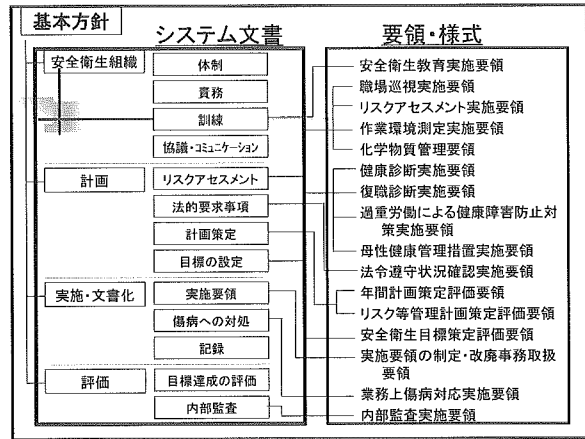 基本方針
システム文書
要領・様式
安全衛生組織
体制
資務
訓練
協議・コミュニケーション
計画
リスクアセスメント
法的要求事項
計画策定
目標の設定
実施・文書化
実施要領
傷病への対処
記録
評価
目標達成の評価
内部監査
安全衛生教育実施要領
職場巡視実施要領
リスクアセスメント実施要領
作業環境測定実施要領
化学物質管理要領
健康診断実施要領
復職診断実施要領
過重労働による健康障害防止対
策実施要領
母性健康管理措置実施要領
法令遵守状況確認実施要領
年間計画策定評価要領
リスク等管理計画策定評価要領
安全衛生目標策定評価要領
実施要領の制定・改廃事務取扱
要領
業務上傷病対応実施要領
内部監査実施要領